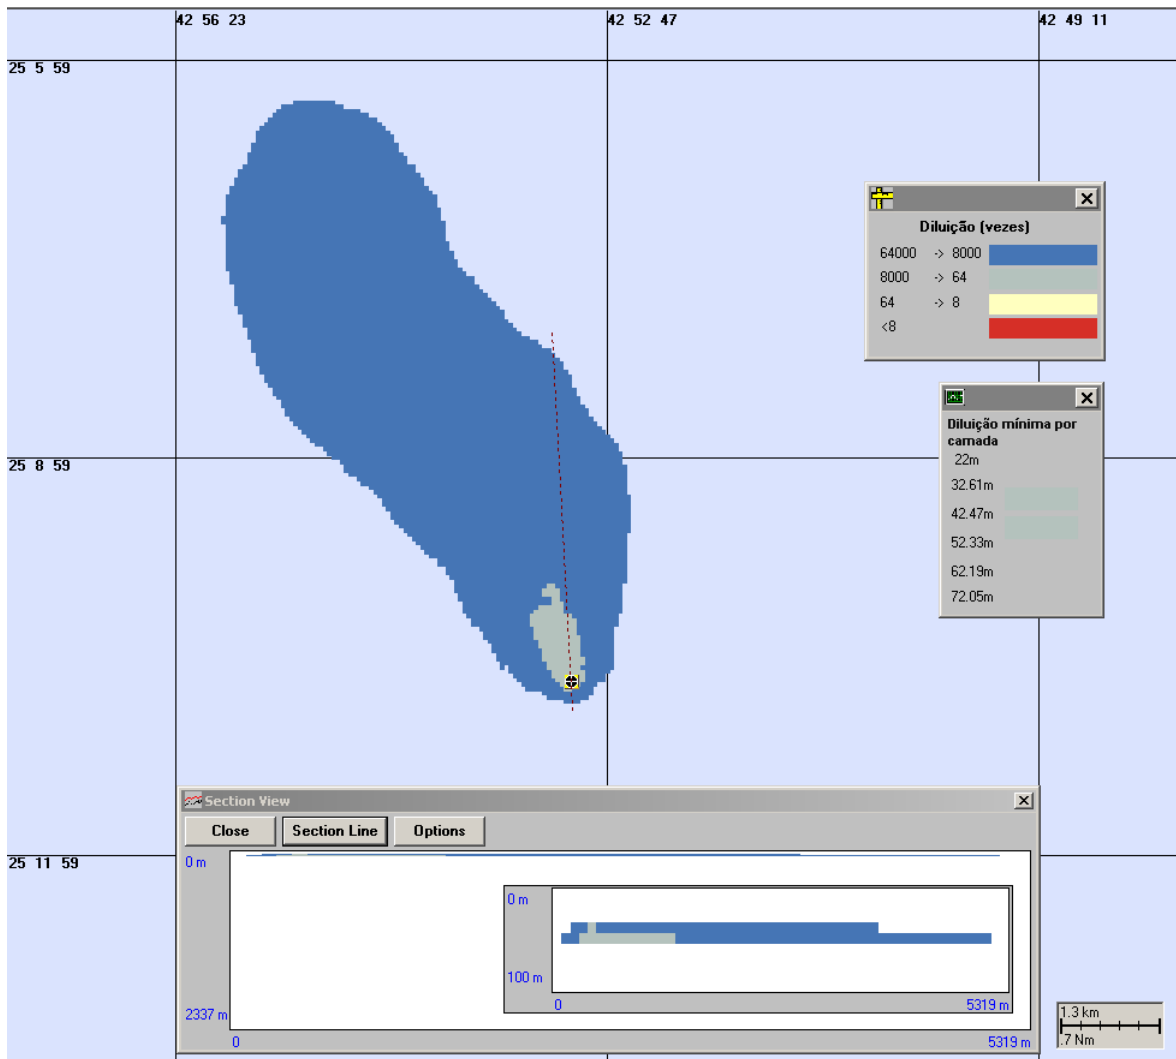 42 56 23
42 52 47
42 49 11
25 5 59
Diluição (vezes)
64000 -> 8000
8000 -> 64
64 -> 8
<8
Diluição mínima por
camada
22m
32.61m
42.47m
52.33m
62.19m
72.05m
25 8 59
Section View
Close
Section Line
Options
25 11 59
0 m
0 m
100 m
0
5319 m
2337 m
0
5319 m
1.3 km
.7 Nm